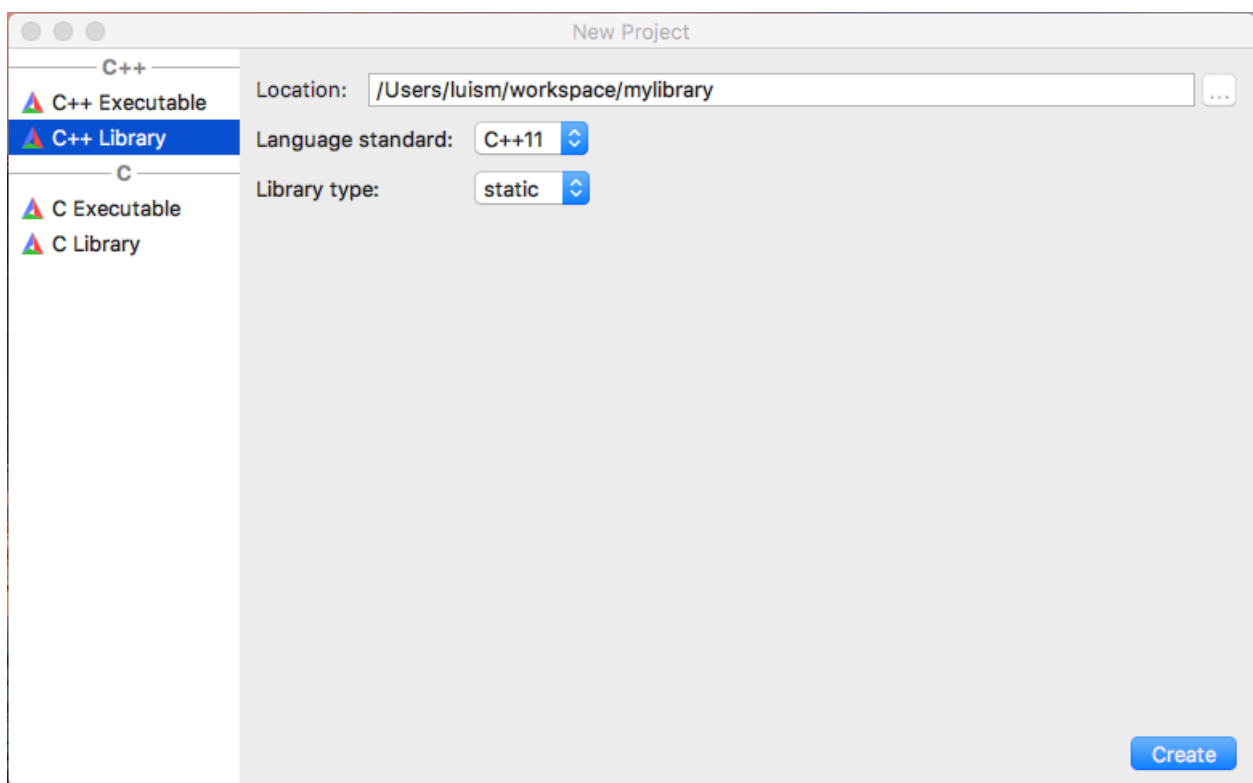 New Project
C++
C++ Executable
C++ Library
C
C Executable
C Library
Location: /Users/luism/workspace/mylibrary ...
Language standard: C++11
Library type: static
Create